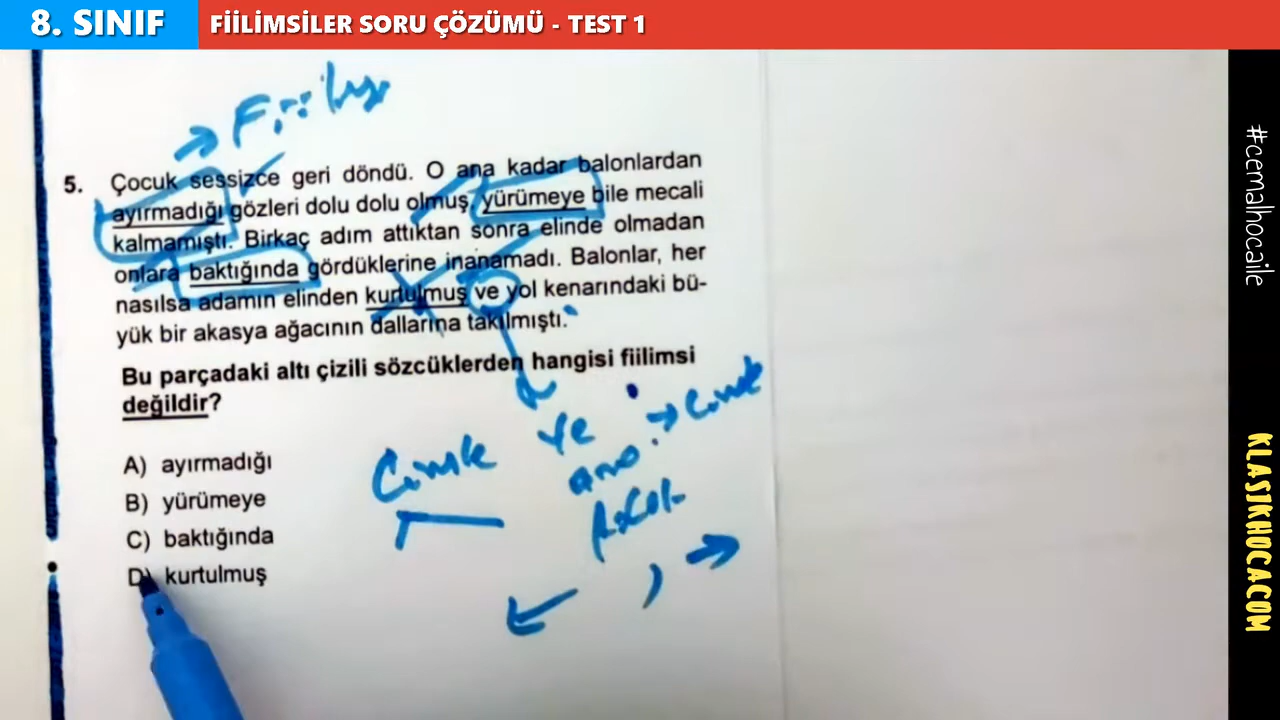 8. SINIF
FİİLİMSİLER SORU ÇÖZÜMÜ - TEST 1
5. Çocuk sessizce geri döndü. O ana kadar balonlardan
ayırmadığı gözleri dolu dolu olmuş, yürümeye bile mecali
kalmamıştı. Birkaç adım attıktan sonra elinde olmadan
onlara baktığında gördüklerine inanamadı. Balonlar, her
nasılsa adamın elinden kurtulmuş ve yol kenarındaki bü-
yük bir akasya ağacının dallarına takılmıştı.
Bu parçadaki altı çizili sözcüklerden hangisi fiilimsi
değildir?
A) ayırmadığı
B) yürümeye
C) baktığında
D) kurtulmuş
ve
#cemalhocaile
KLASIKHOCA.COM